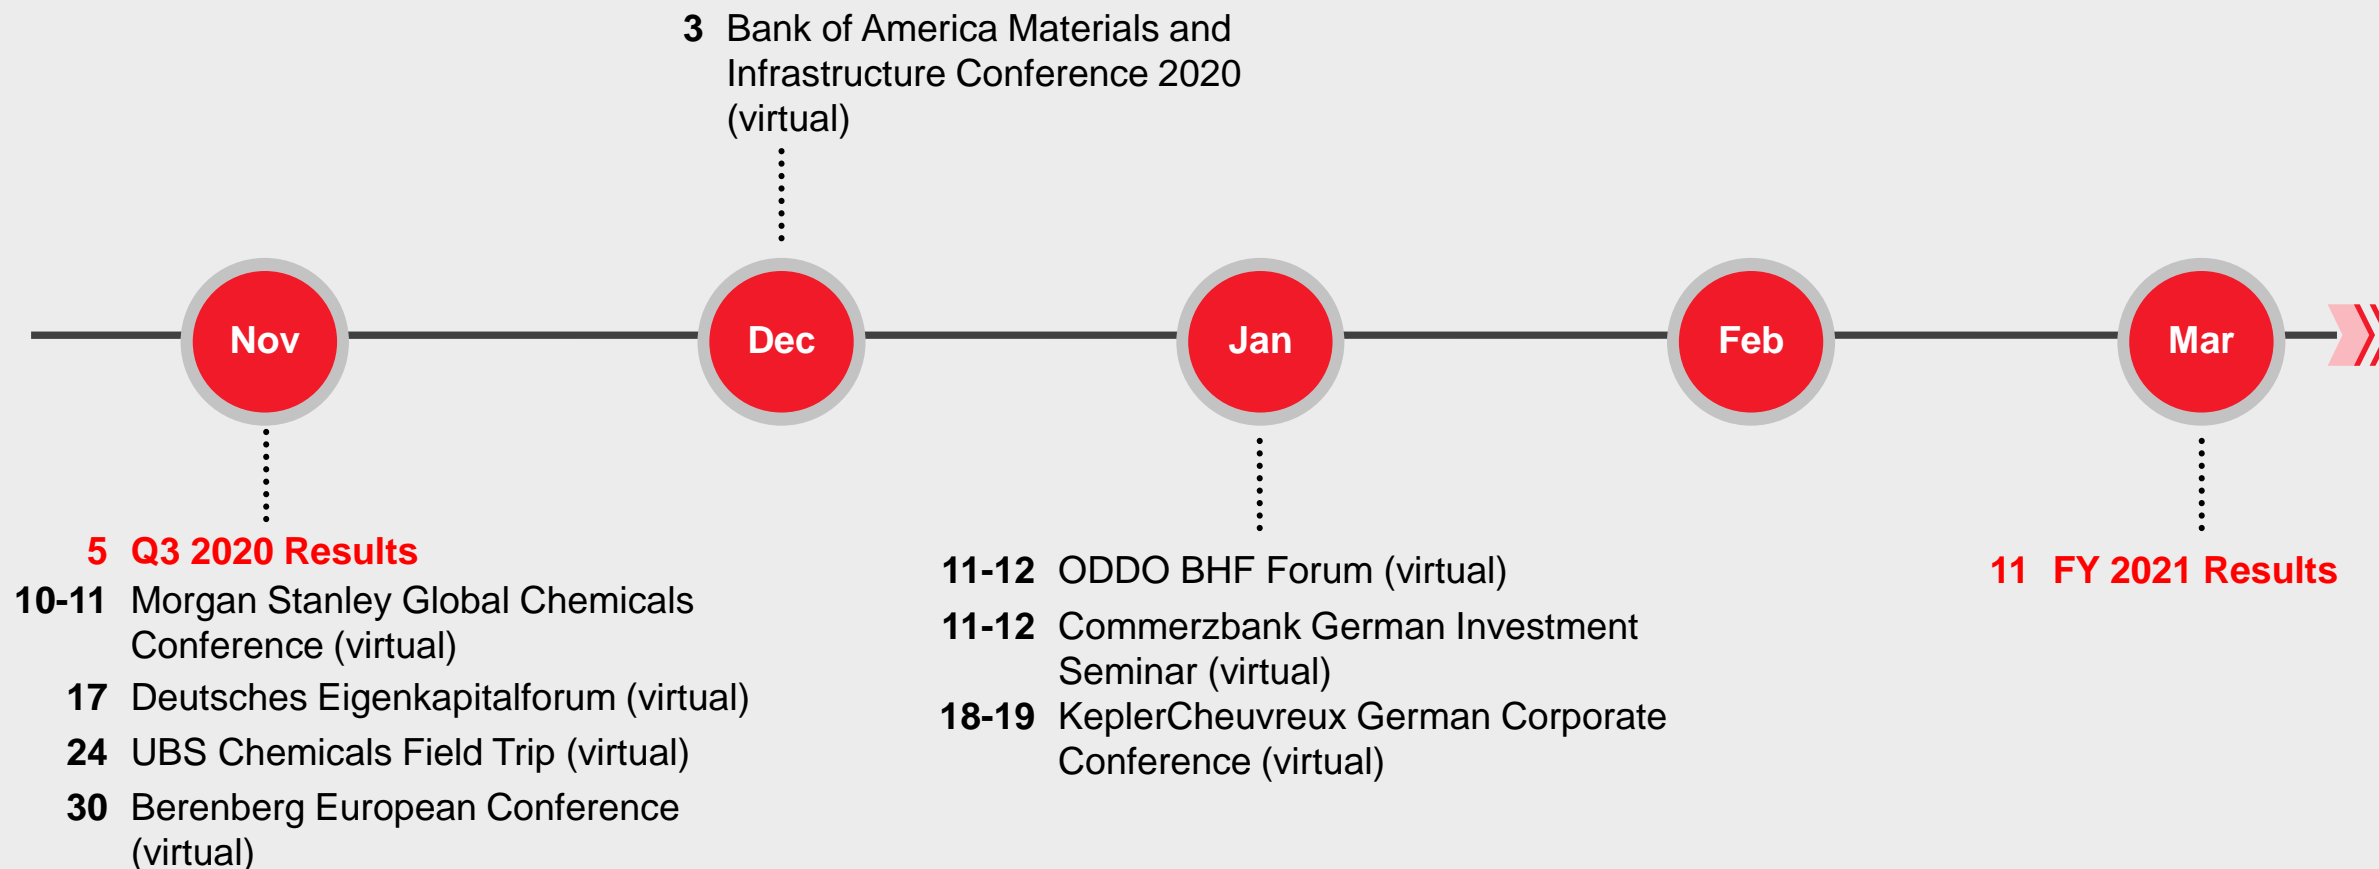 3 Bank of America Materials and
Infrastructure Conference 2020
(virtual)
Nov
Dec
Jan
Feb
Mar
5 Q3 2020 Results
10-11 Morgan Stanley Global Chemicals
Conference (virtual)
17 Deutsches Eigenkapitalforum (virtual)
24 UBS Chemicals Field Trip (virtual)
30 Berenberg European Conference
(virtual)
11-12 ODDO BHF Forum (virtual)
11-12 Commerzbank German Investment
Seminar (virtual)
18-19 KeplerCheuvreux German Corporate
Conference (virtual)
11 FY 2021 Results